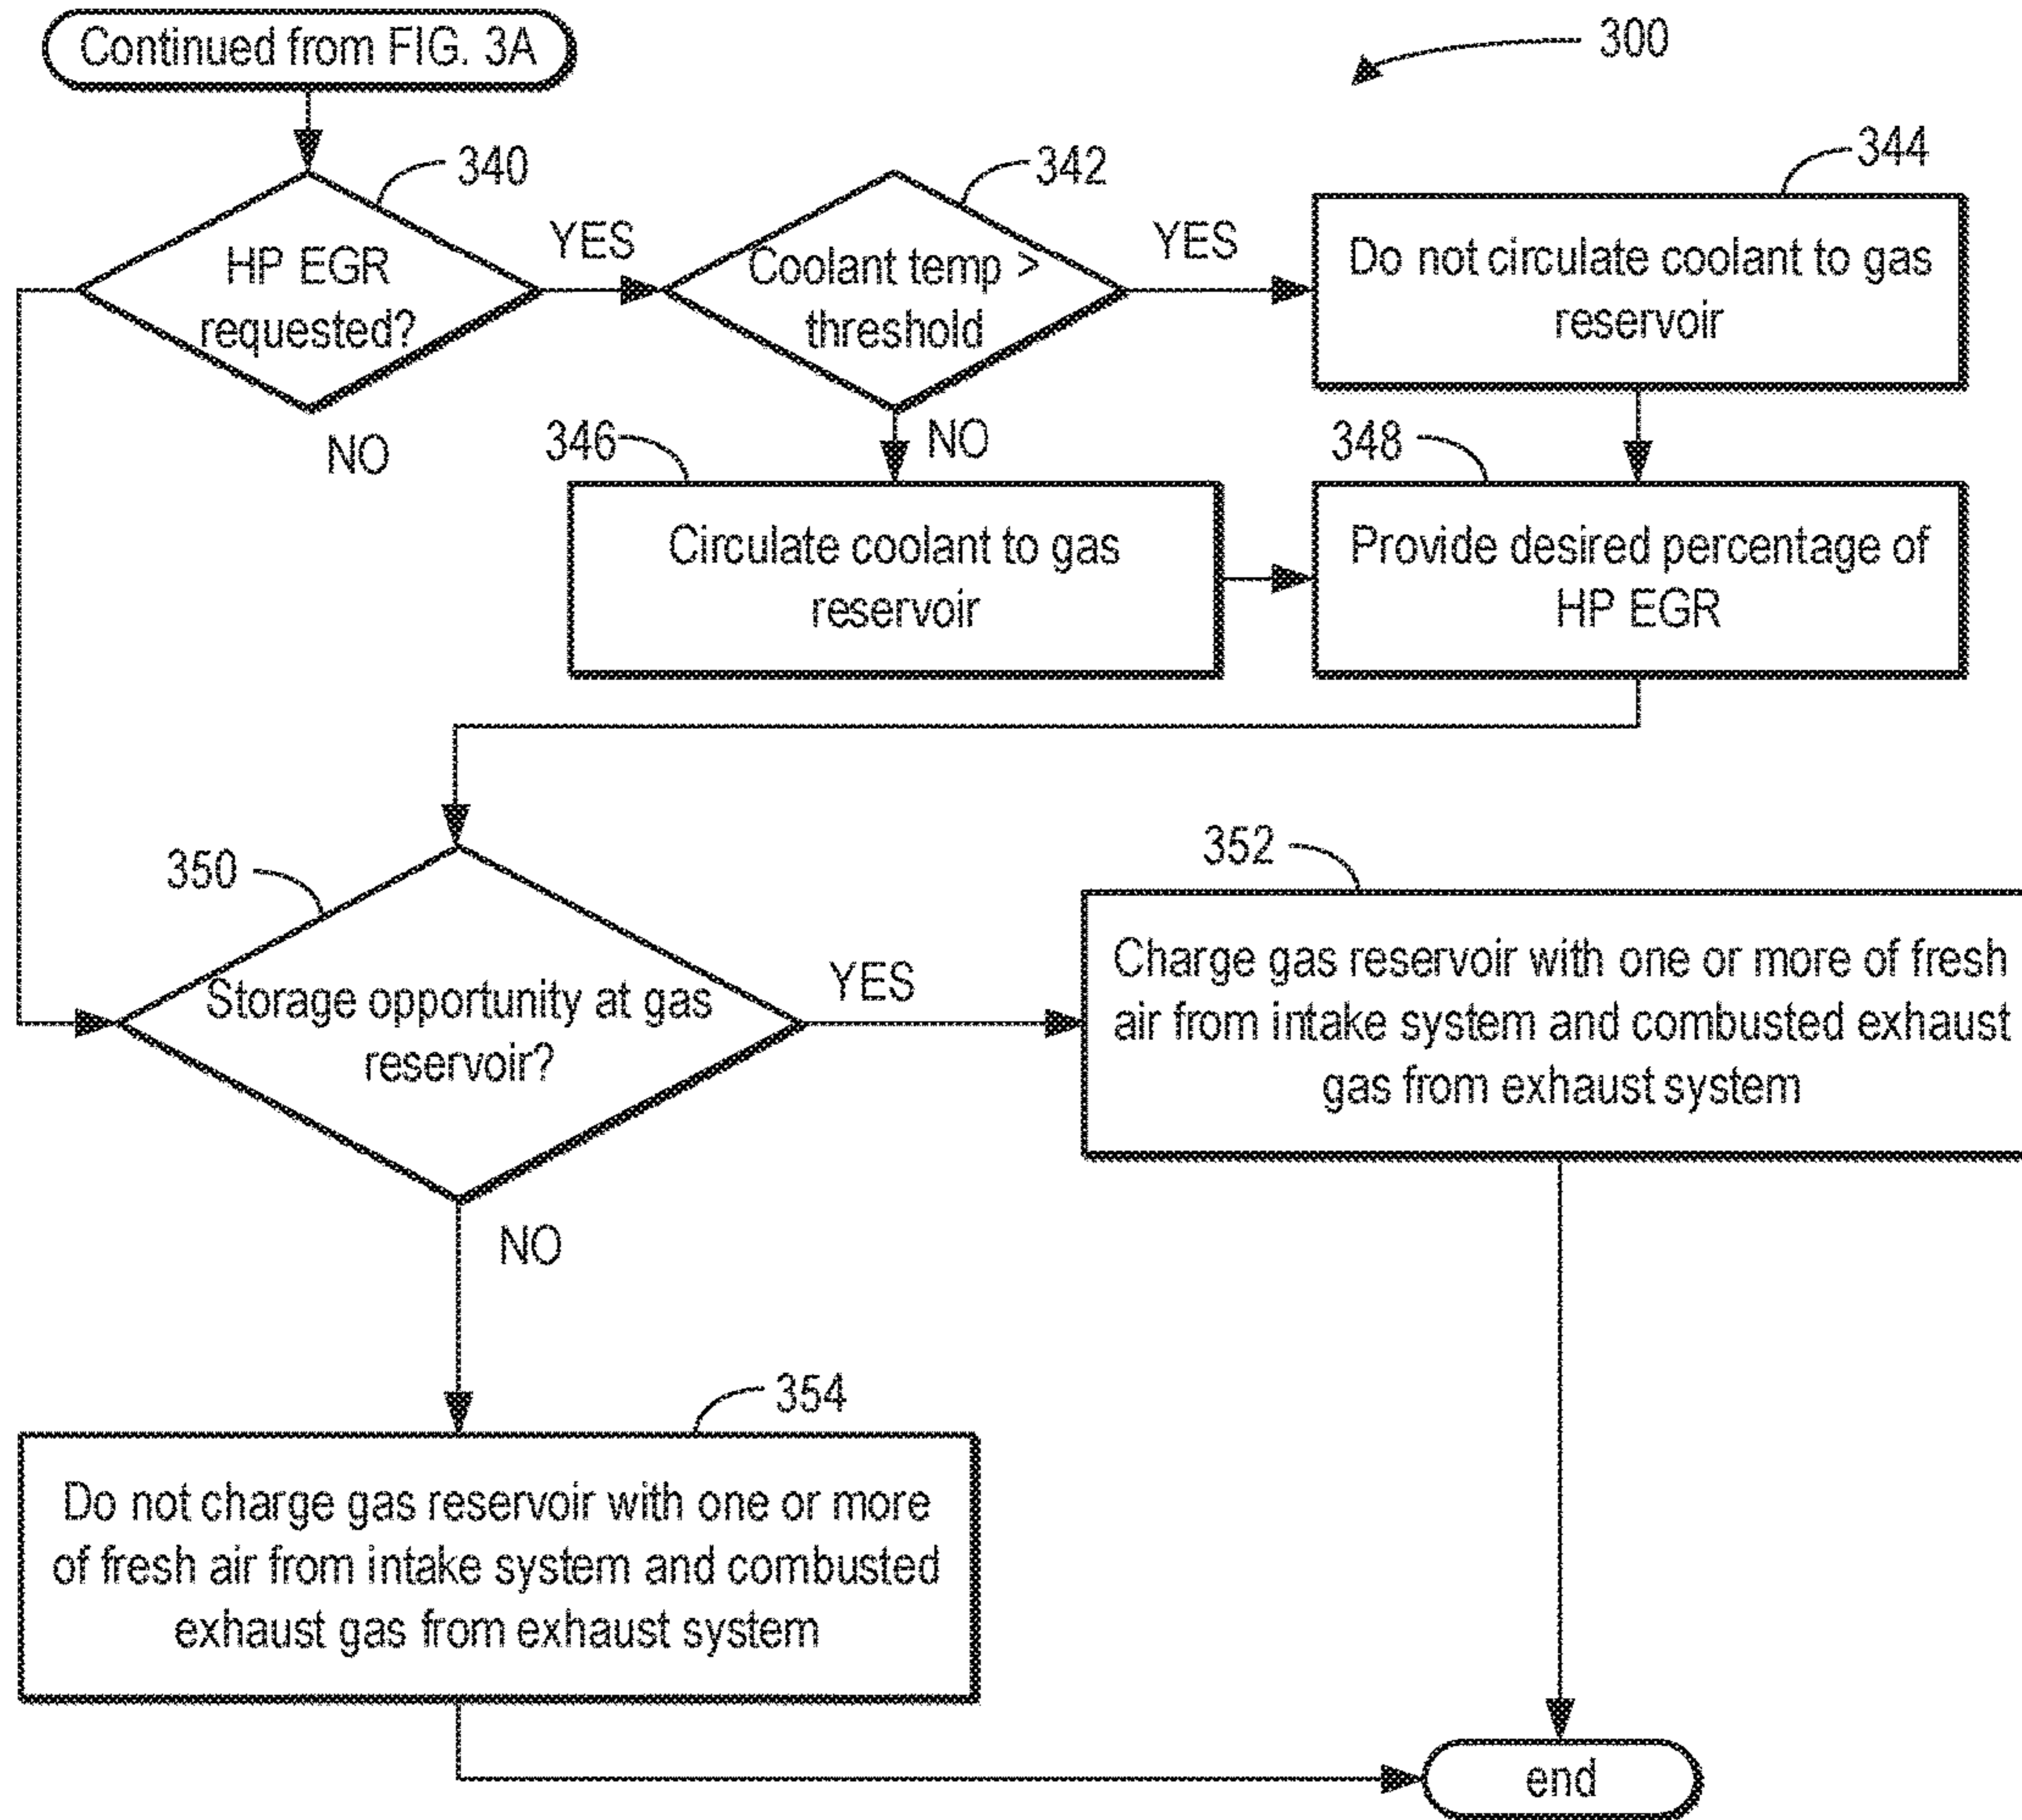 Continued from FIG. 3A
300
340
342
344
HP EGR
requested?
YES
Coolant temp >
threshold
YES
Do not circulate coolant to gas
reservoir
NO
346
NO
348
Circulate coolant to gas
reservoir
Provide desired percentage of
HP EGR
350
352
Storage opportunity at gas
reservoir?
YES
Charge gas reservoir with one or more of fresh
air from intake system and combusted exhaust
gas from exhaust system
NO
354
Do not charge gas reservoir with one or more
of fresh air from intake system and combusted
exhaust gas from exhaust system
end